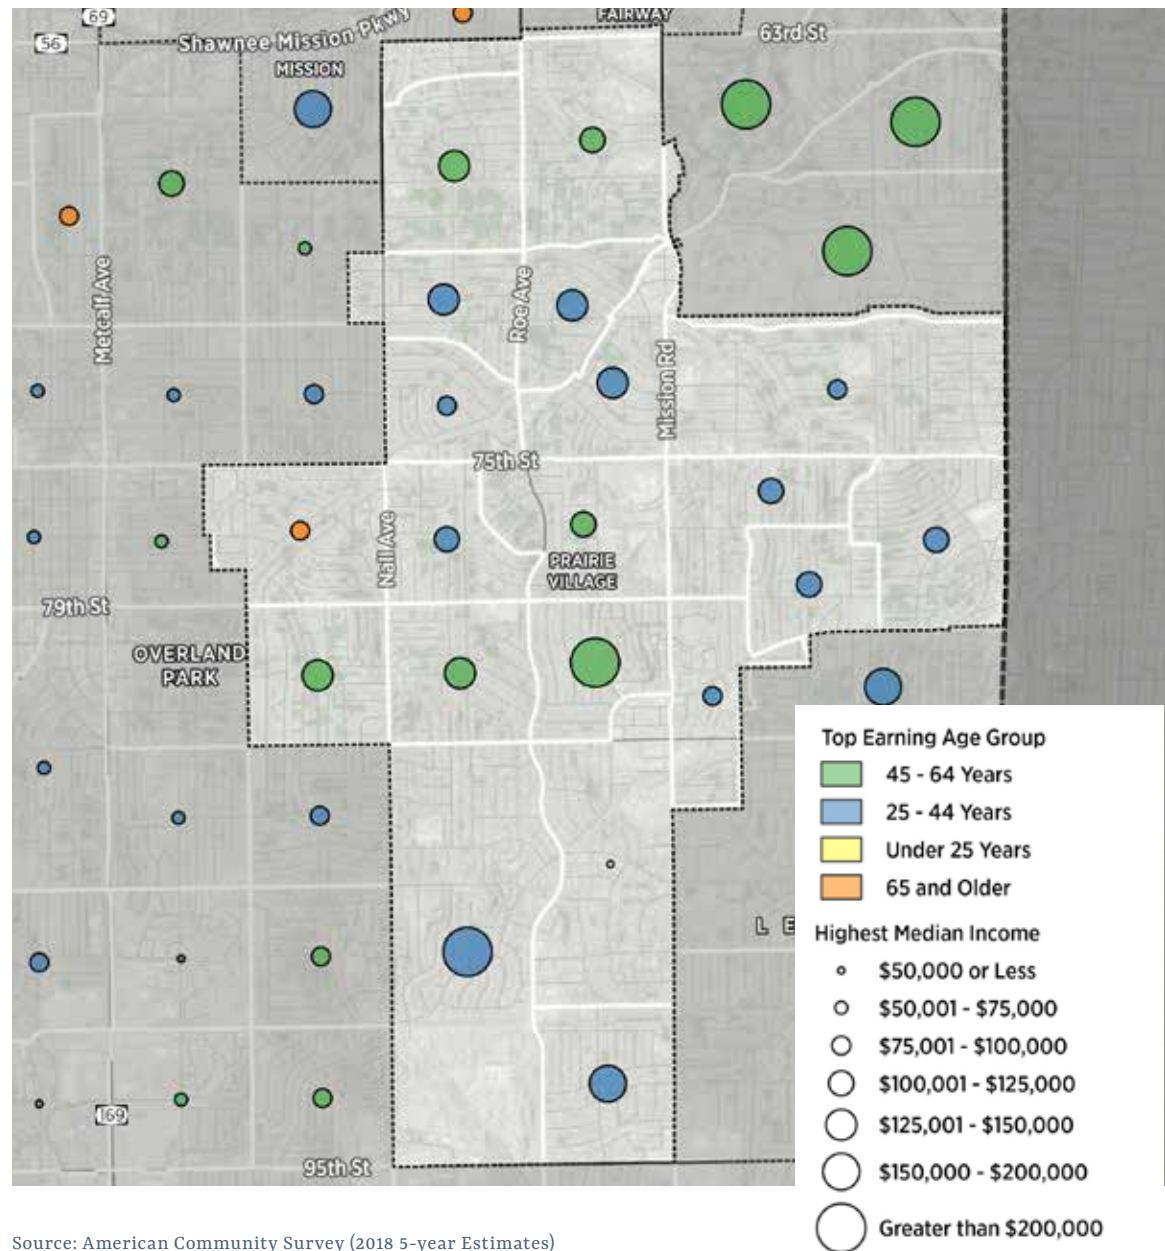 69
FAIRWAY
56
Shawnee Mission Pkwy
63rd St
MISSION
Metcalf Ave
Roe Ave
Mission Rd
75th St
Nall Ave
PRAIRIE
VILLAGE
79th St
OVERLAND
PARK
L E
169
95th St
Top Earning Age Group
45 - 64 Years
25 - 44 Years
Under 25 Years
65 and Older
Highest Median Income
$50,000 or Less
$50,001 - $75,000
$75,001 - $100,000
$100,001 - $125,000
$125,001 - $150,000
$150,000 - $200,000
Greater than $200,000
Source: American Community Survey (2018 5-year Estimates)